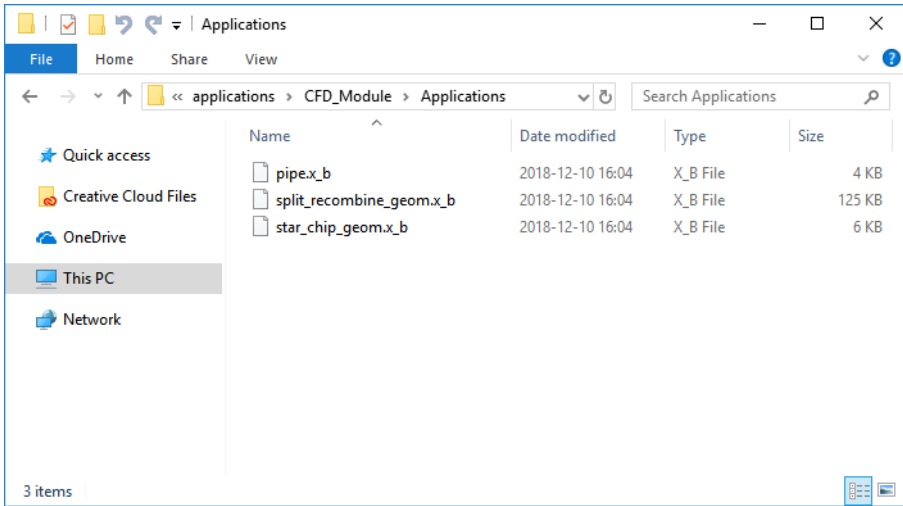 Applications
File Home Share View
« applications > CFD_Module > Applications Search Applications
Name Date modified Type Size
Quick access
pipe.x_b 2018-12-10 16:04 X_B File 4 KB
Creative Cloud Files
split_recombine_geom.x_b 2018-12-10 16:04 X_B File 125 KB
star_chip_geom.x_b 2018-12-10 16:04 X_B File 6 KB
OneDrive
This PC
Network
3 items